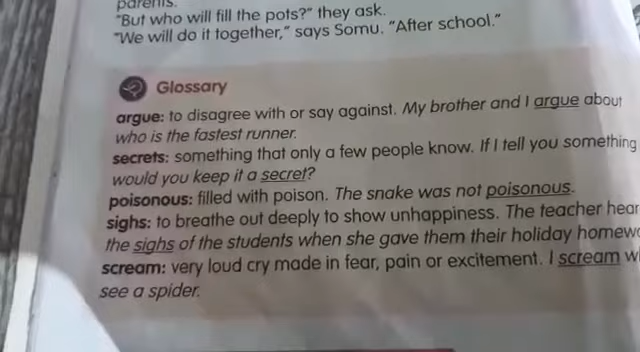 parents.
"But who will fill the pots?" they ask.
"We will do it together," says Somu. "After school."
Glossary
argue: to disagree with or say against. My brother and I argue about
who is the fastest runner.
secrets: something that only a few people know. If I tell you something
would you keep it a secret?
poisonous: filled with poison. The snake was not poisonous.
sighs: to breathe out deeply to show unhappiness. The teacher hear
the sighs of the students when she gave them their holiday homew
scream: very loud cry made in fear, pain or excitement. I scream w
see a spider.